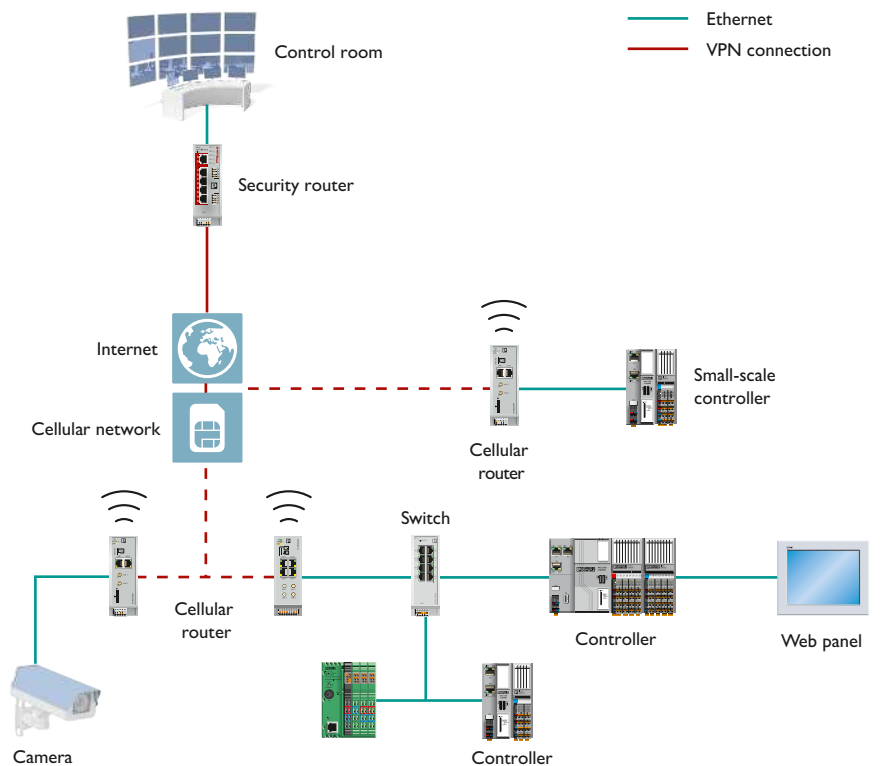 Ethernet
Control room
VPN connection
Security router
Internet
Small-scale
controller
Cellular network
Cellular
router
Switch
Cellular
router
Controller
Web panel
Camera
Controller